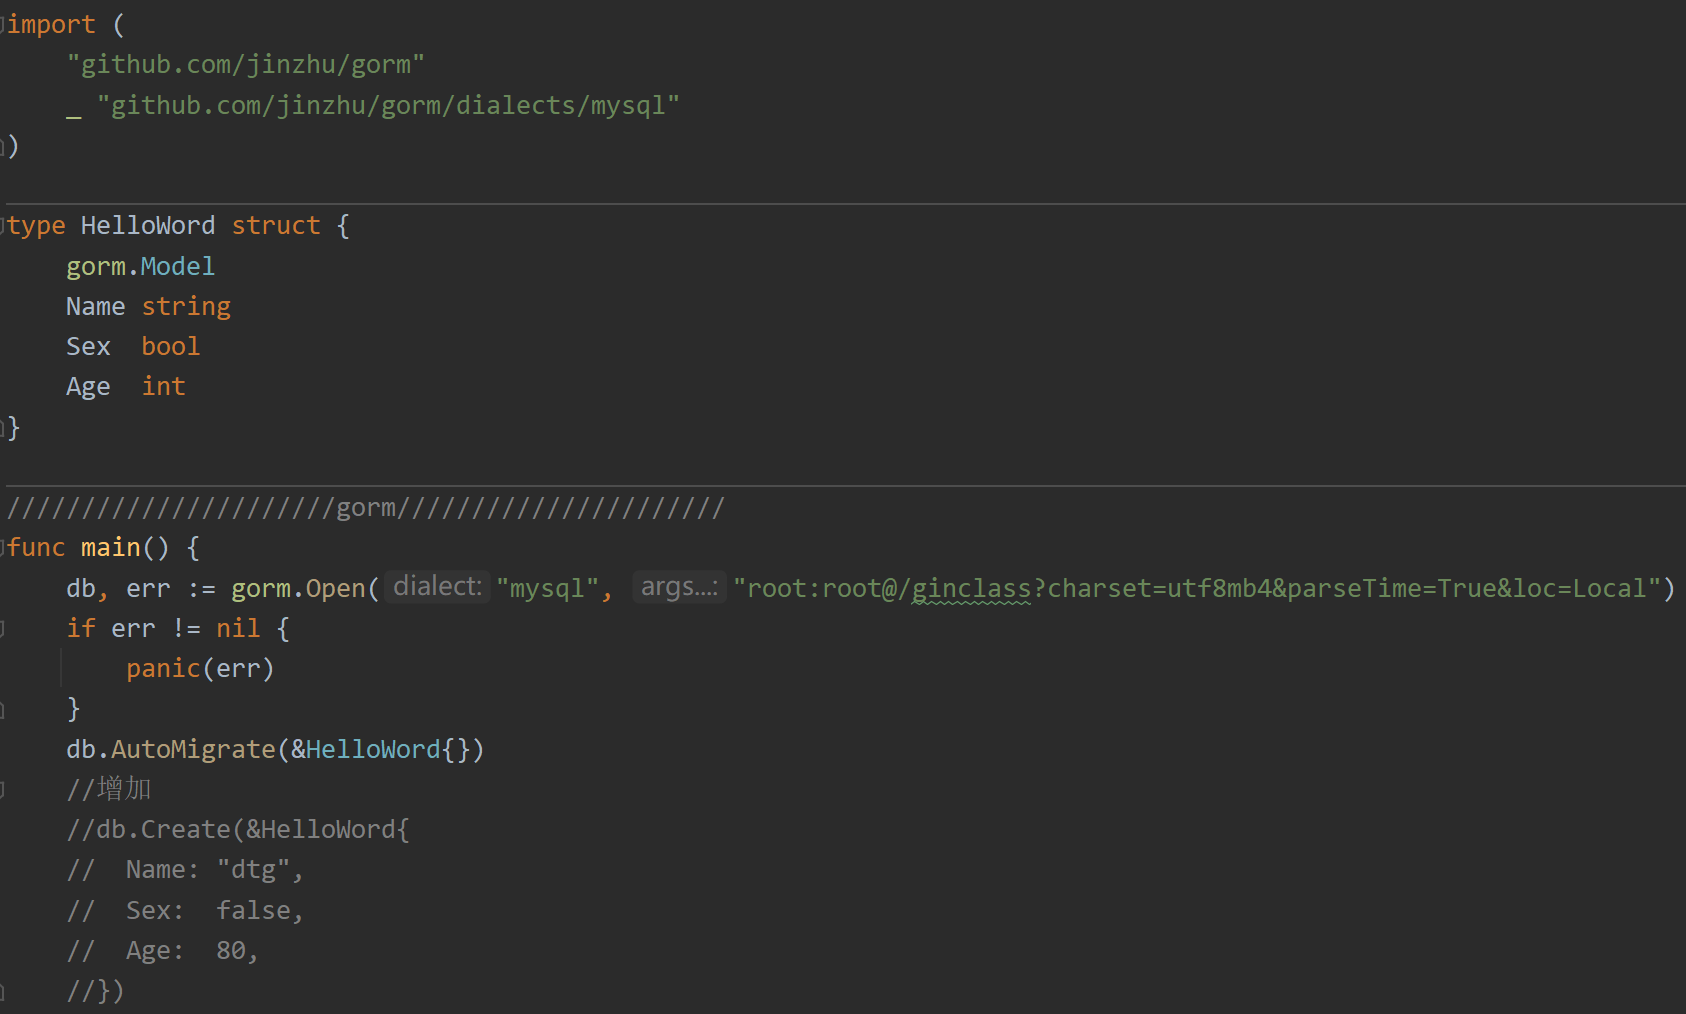 import (
    "github.com/jinzhu/gorm"
    _ "github.com/jinzhu/gorm/dialects/mysql"
)
type HelloWord struct {
    gorm.Model
    Name string
    Sex  bool
    Age  int
}
//////////////////////gorm//////////////////////
func main() {
    db, err := gorm.Open( dialect: "mysql", args...: "root:root@/ginclass?charset=utf8mb4&parseTime=True&loc=Local")
    if err != nil {
        panic(err)
    }
    db.AutoMigrate(&HelloWord{})
    //增加
    //db.Create(&HelloWord{
    //  Name: "dtg",
    //  Sex:  false,
    //  Age:  80,
    //})